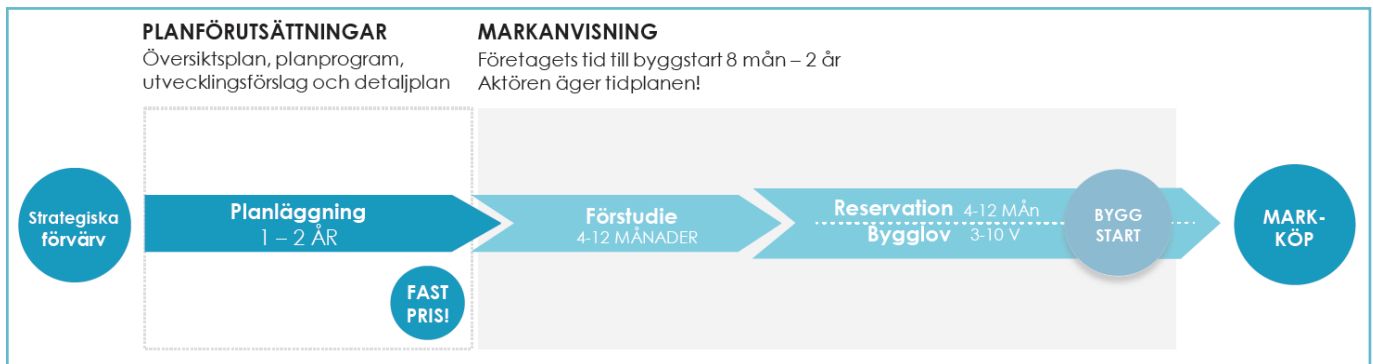 PLANFÖRUTSÄTTNINGAR
Översiktsplan, planprogram,
utvecklingsförslag och detaljplan
MARKANVISNING
Företagets tid till byggstart 8 mån – 2 år
Aktören äger tidplanen!
Strategiska
förvärv
Planläggning
1 – 2 ÅR
FAST
PRIS!
Förstudie
4-12 MÅNADER
Reservation 4-12 MÅn
Bygglov 3-10 V
BYGG
START
MARK-
KÖP